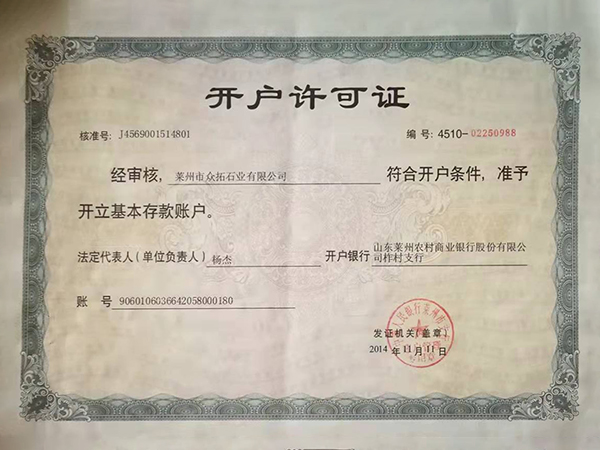 开户许可证
核准号: J4569001514801 编 号: 4510-02250988
经审核, 莱州市众拓石业有限公司 符合开户条件, 准予
开立基本存款账户。
法定代表人(单位负责人) 杨杰 开户银行 山东莱州农村商业银行股份有限公
司柞村支行
账 号 9060106036642058000180
发证机关(盖章)
2014 年 11 月 11 日